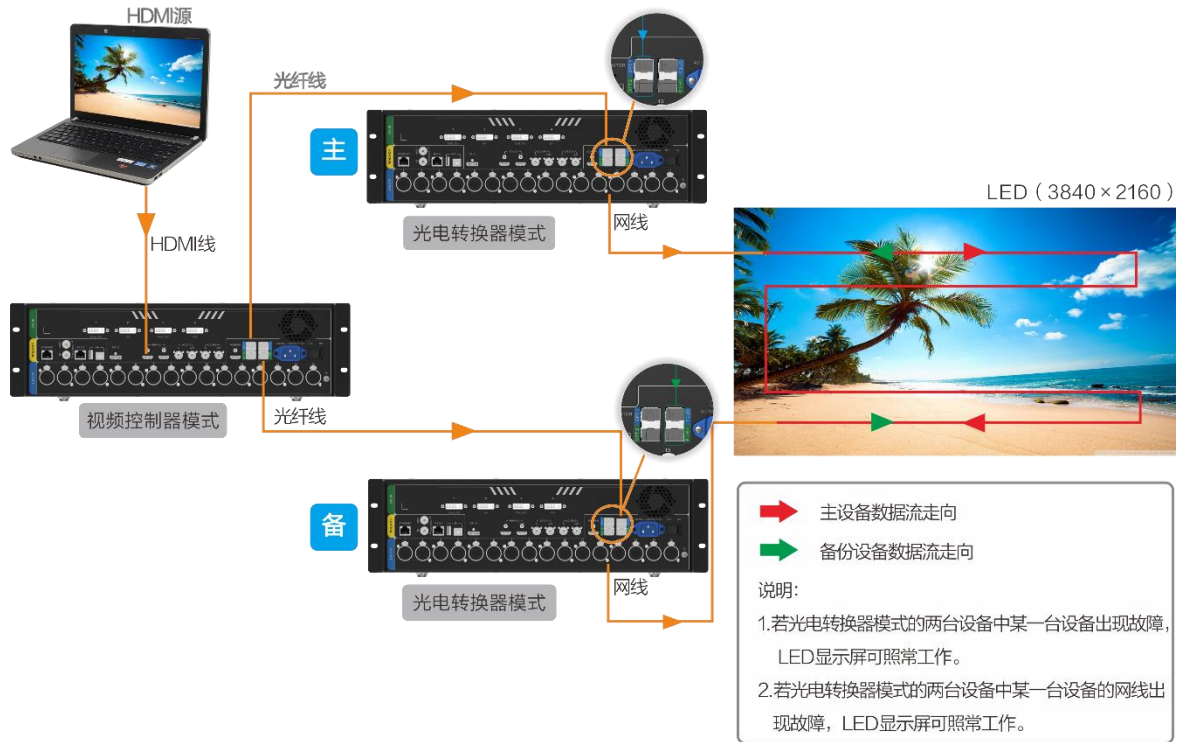 HDMI源
光纤线
主
光电转换器模式
网线
LED（3840×2160）
HDMI线
视频控制器模式
光纤线
备
光电转换器模式
网线
主设备数据流走向
备份设备数据流走向
说明:
1.若光电转换器模式的两台设备中某一台设备出现故障，
LED显示屏可照常工作。
2.若光电转换器模式的两台设备中某一台设备的网线出
现故障，LED显示屏可照常工作。